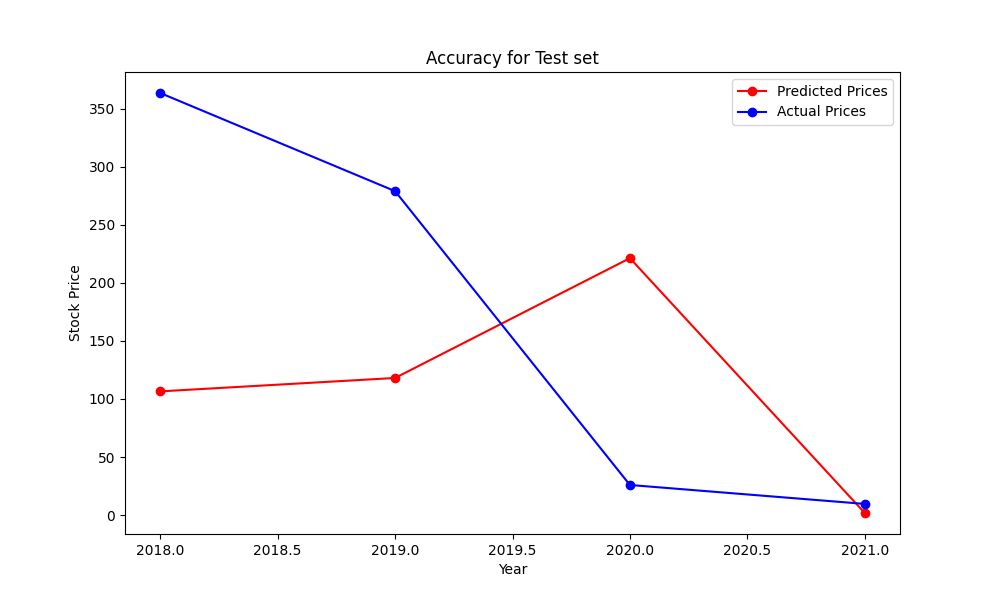 Accuracy for Test set
Predicted Prices
Actual Prices
Stock Price
350
300
250
200
150
100
50
0
2018.0 2018.5 2019.0 2019.5 2020.0 2020.5 2021.0
Year